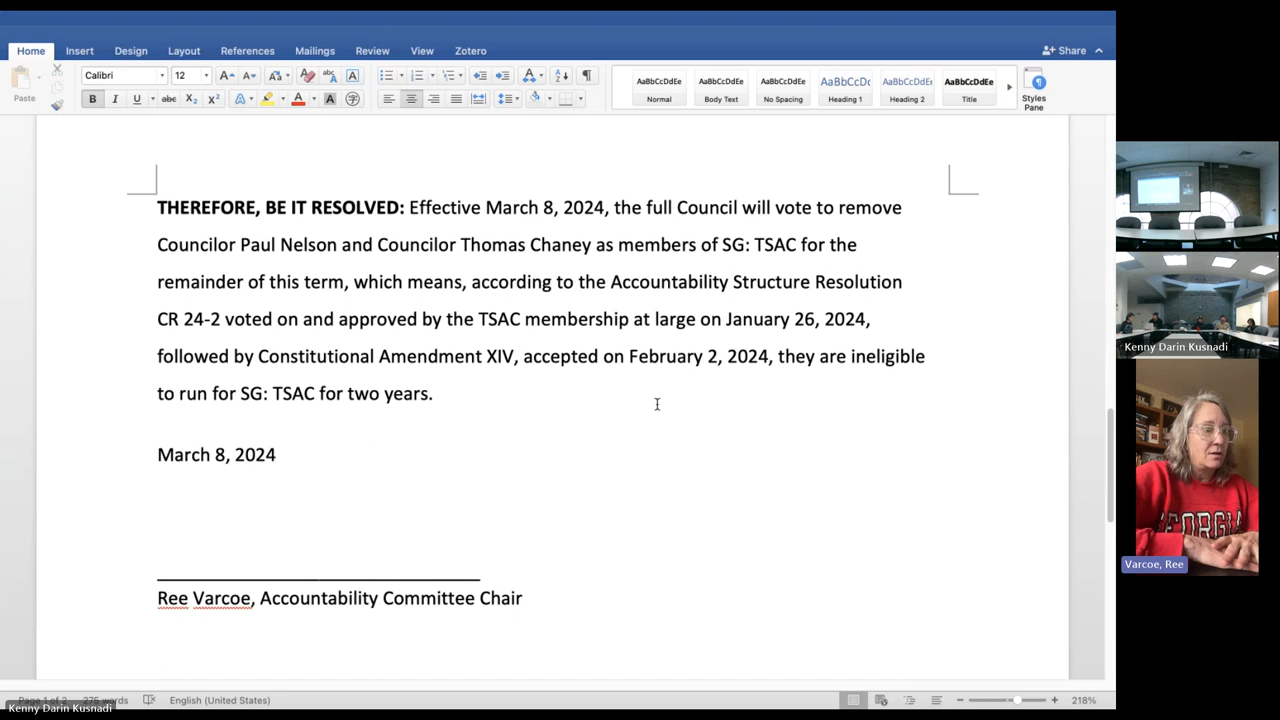 Home Insert Design Layout References Mailings Review View Zotero Share
Calibri 12
Paste
AaBbCcDdEe AaBbCcDdEe AaBbCcDdEe AaBbCcDc AaBbCcDdEe AaBbCcDdEe
Normal Body Text No Spacing Heading 1 Heading 2 Title
Styles
Pane
THEREFORE, BE IT RESOLVED: Effective March 8, 2024, the full Council will vote to remove
Councilor Paul Nelson and Councilor Thomas Chaney as members of SG: TSAC for the
remainder of this term, which means, according to the Accountability Structure Resolution
CR 24-2 voted on and approved by the TSAC membership at large on January 26, 2024,
followed by Constitutional Amendment XIV, accepted on February 2, 2024, they are ineligible
to run for SG: TSAC for two years.
March 8, 2024
Ree Varcoe, Accountability Committee Chair
Kenny Darin Kusnadi
Varcoe, Ree
Page 1 of 2 275 words English (United States) 218%
Kenny Darin Kusnadi